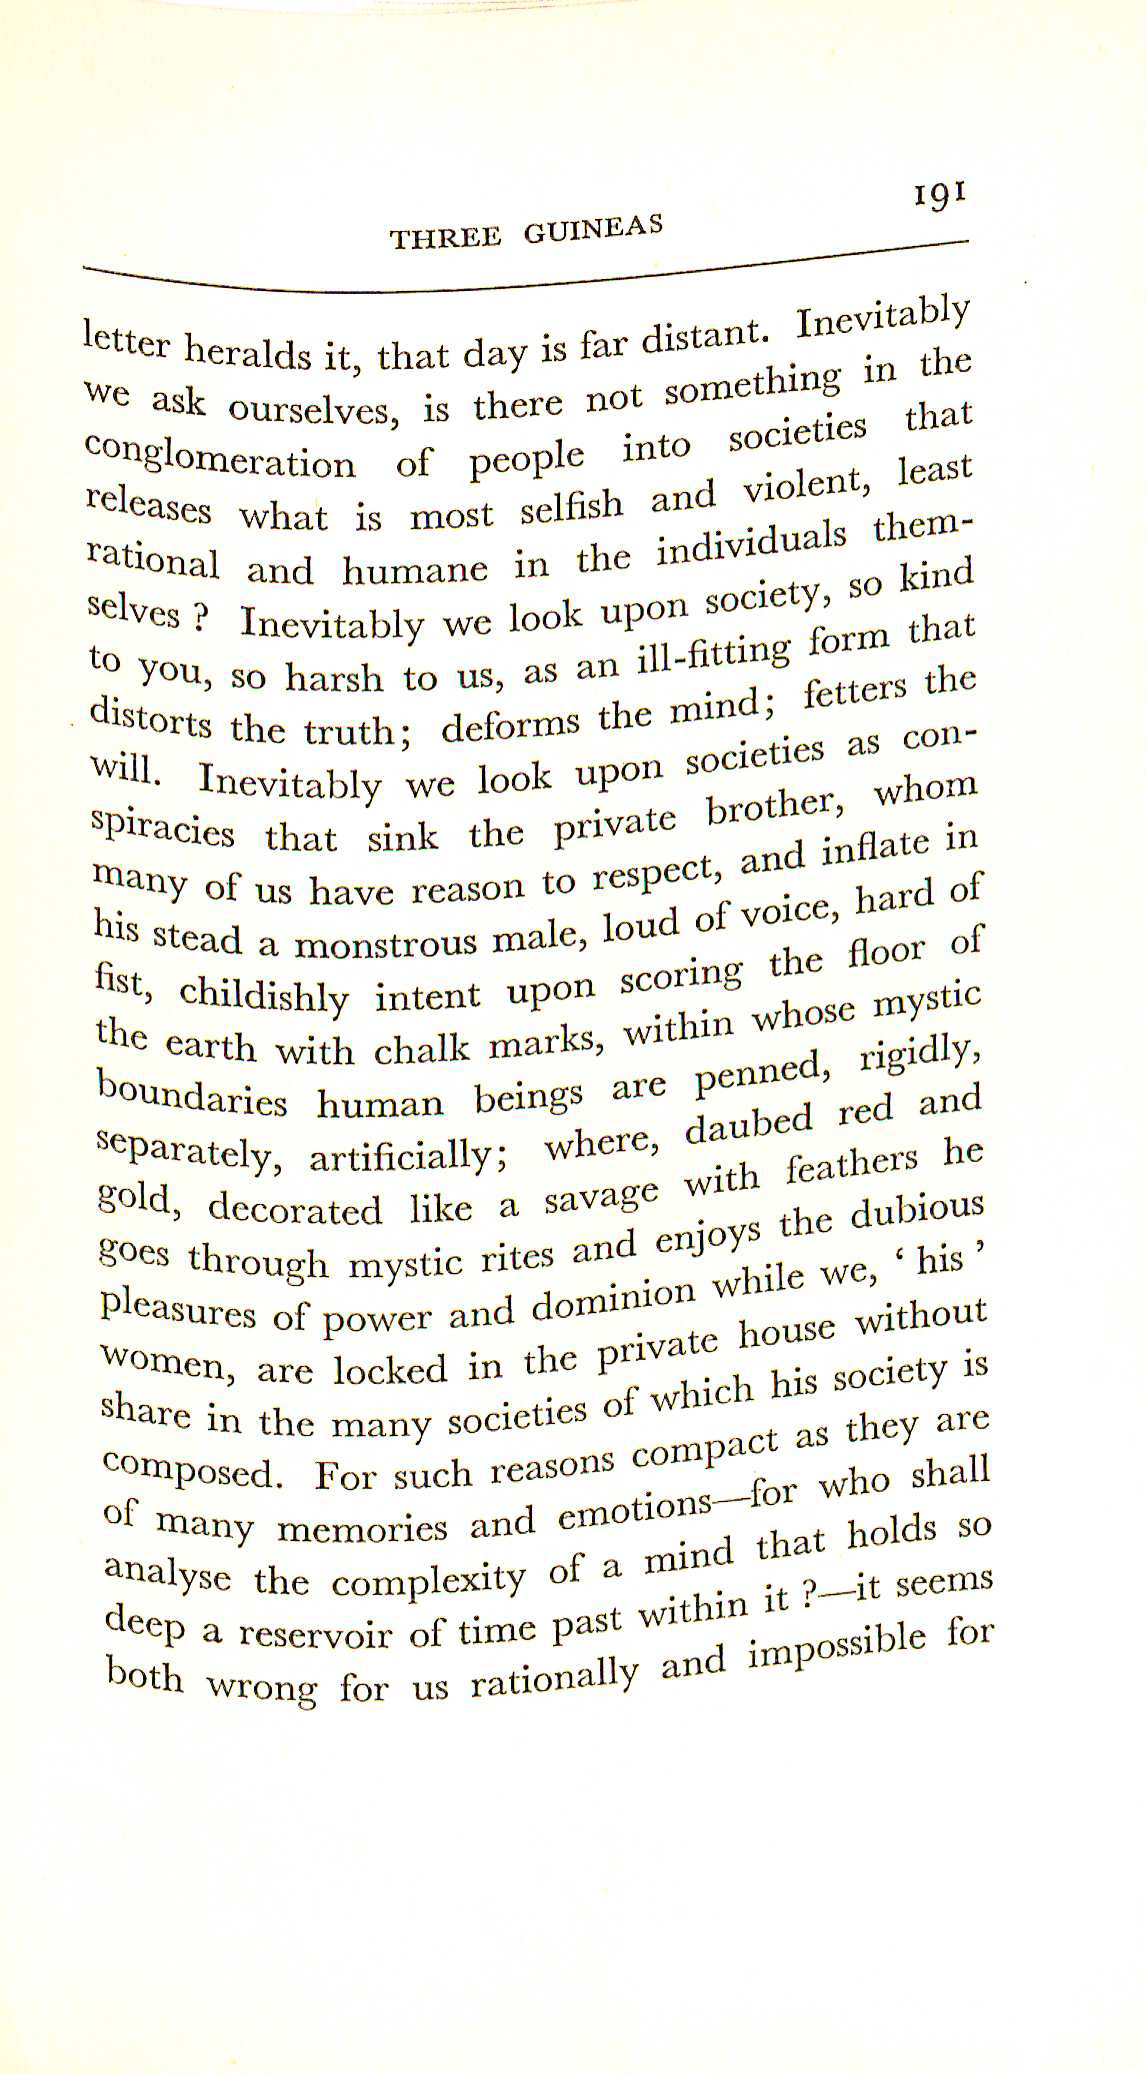 191
THREE GUINEAS
letter heralds it, that day is far distant. Inevitably
we ask ourselves, is there not something in the
conglomeration of people into societies that
releases what is most selfish and violent, least
rational and humane in the individuals them-
selves ? Inevitably we look upon society, so kind
to you, so harsh to us, as an ill-fitting form that
distorts the truth; deforms the mind; fetters the
will. Inevitably we look upon societies as con-
spiracies that sink the private brother, whom
many of us have reason to respect, and inflate in
his stead a monstrous male, loud of voice, hard of
fist, childishly intent upon scoring the floor of
the earth with chalk marks, within whose mystic
boundaries human beings are penned, rigidly,
separately, artificially; where, daubed red and
gold, decorated like a savage with feathers he
goes through mystic rites and enjoys the dubious
pleasures of power and dominion while we, ‘ his ’
women, are locked in the private house without
share in the many societies of which his society is
composed. For such reasons compact as they are
of many memories and emotions—for who shall
analyse the complexity of a mind that holds so
deep a reservoir of time past within it ?—it seems
both wrong for us rationally and impossible for